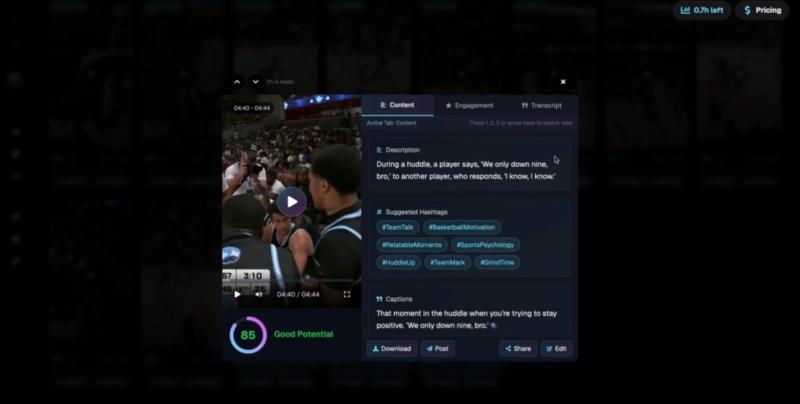 0.7h left
Pricing
04:40 - 04:44
Content
Engagement
Transcript
Active Tab: Content
Press 1, 2, 3 or arrow keys to switch tabs
Description
During a huddle, a player says, 'We only down nine,
bro,' to another player, who responds, 'I know, I know.'
Suggested Hashtags
#TeamTalk
#BasketballMotivation
#RelatableMoments
#SportsPsychology
#HuddleUp
#TeamMark
#GrindTime
Captions
That moment in the huddle when you're trying to stay
positive. 'We only down nine, bro.'
57
3:10
04:40 / 04:44
85
Good Potential
Download
Post
Share
Edit